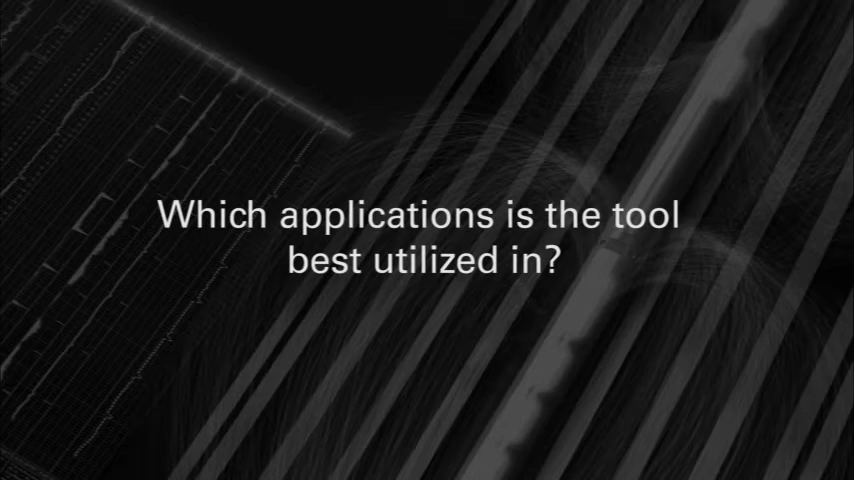 Which applications is the tool
best utilized in?